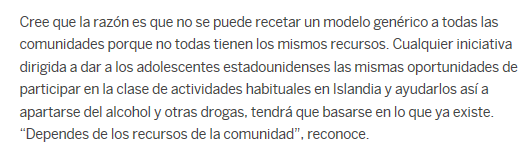 Cree que la razón es que no se puede recetar un modelo genérico a todas las
comunidades porque no todas tienen los mismos recursos. Cualquier iniciativa
dirigida a dar a los adolescentes estadounidenses las mismas oportunidades de
participar en la clase de actividades habituales en Islandia y ayudarlos así a
apartarse del alcohol y otras drogas, tendrá que basarse en lo que ya existe.
“Dependes de los recursos de la comunidad”, reconoce.